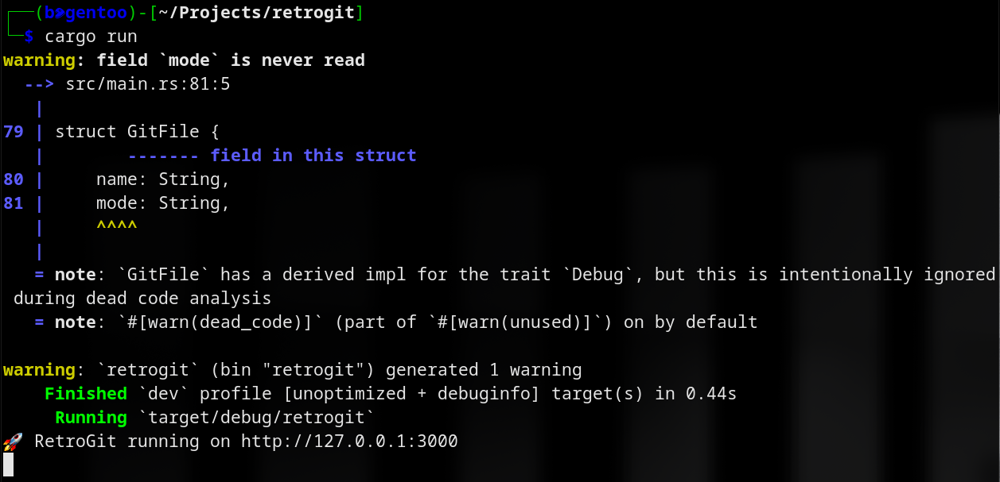 ┌──(bs㉿gentoo)-[~/Projects/retrogit]
└─$ cargo run
warning: field `mode` is never read
  --> src/main.rs:81:5
   |
79 | struct GitFile {
   |        ------- field in this struct
80 |     name: String,
81 |     mode: String,
   |     ^^^^
   |
   = note: `GitFile` has a derived impl for the trait `Debug`, but this is intentionally ignored
 during dead code analysis
   = note: `#[warn(dead_code)]` (part of `#[warn(unused)]`) on by default

warning: `retrogit` (bin "retrogit") generated 1 warning
    Finished `dev` profile [unoptimized + debuginfo] target(s) in 0.44s
     Running `target/debug/retrogit`
🚀 RetroGit running on http://127.0.0.1:3000